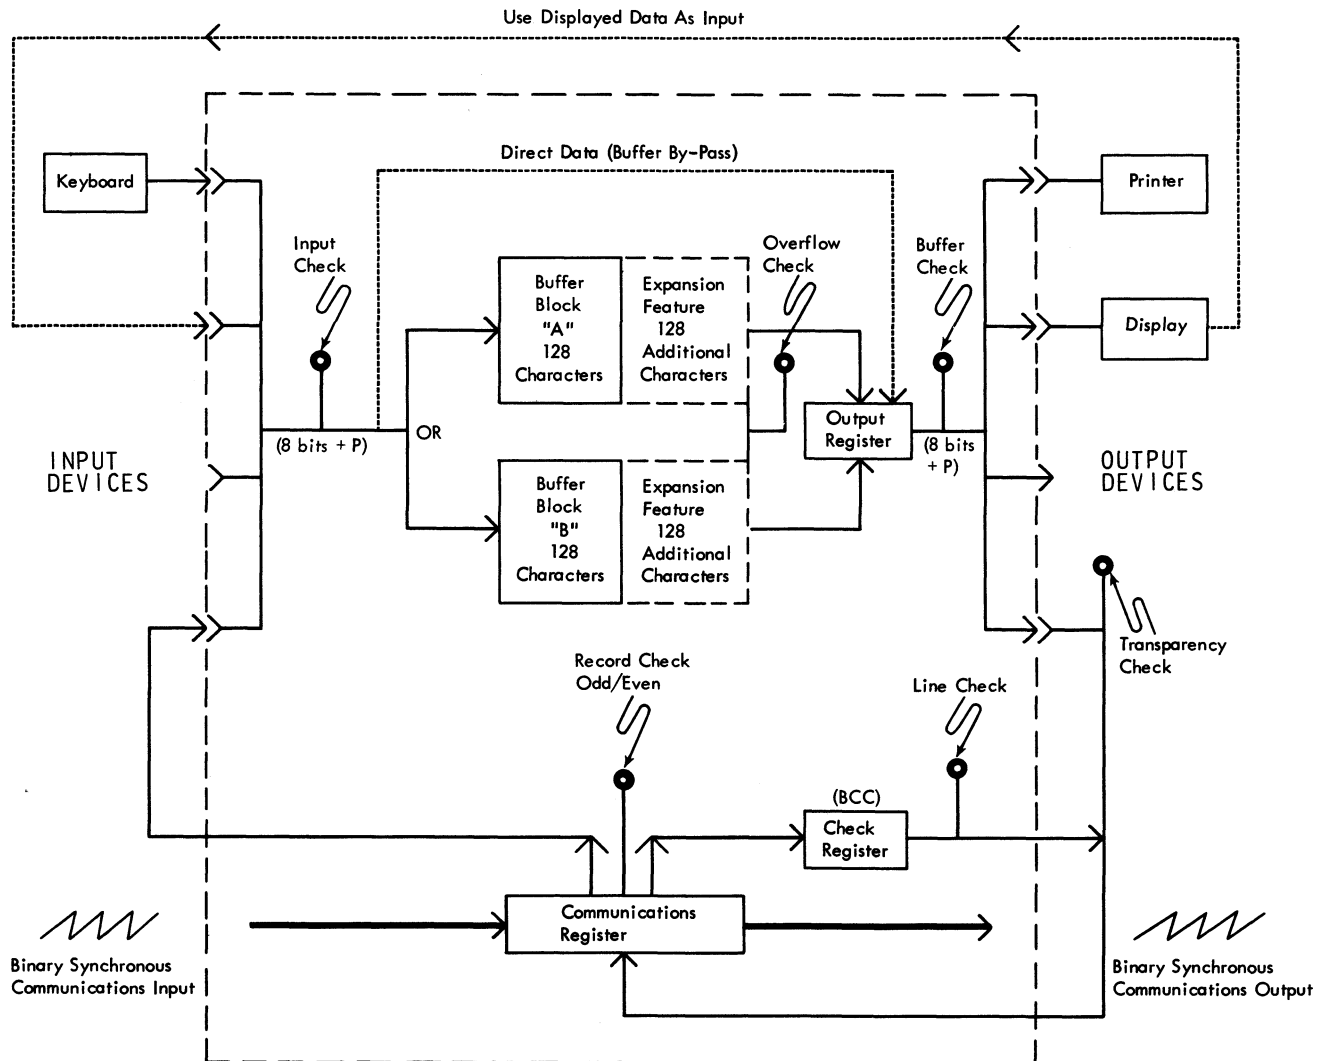 Use Displayed Data As Input
Direct Data (Buffer By-Pass)
Keyboard
Printer
Input
Check
Overflow
Check
Buffer
Check
Buffer
Block
"A"
128
Characters
Expansion
Feature
128
Additional
Characters
Display
Output
Register
OR
(8 bits + P)
(8 bits
+ P)
INPUT
DEVICES
OUTPUT
DEVICES
Buffer
Block
"B"
128
Characters
Expansion
Feature
128
Additional
Characters
Transparency
Check
Record Check
Odd/Even
Line Check
(BCC)
Check
Register
Communications
Register
Binary Synchronous
Communications Input
Binary Synchronous
Communications Output